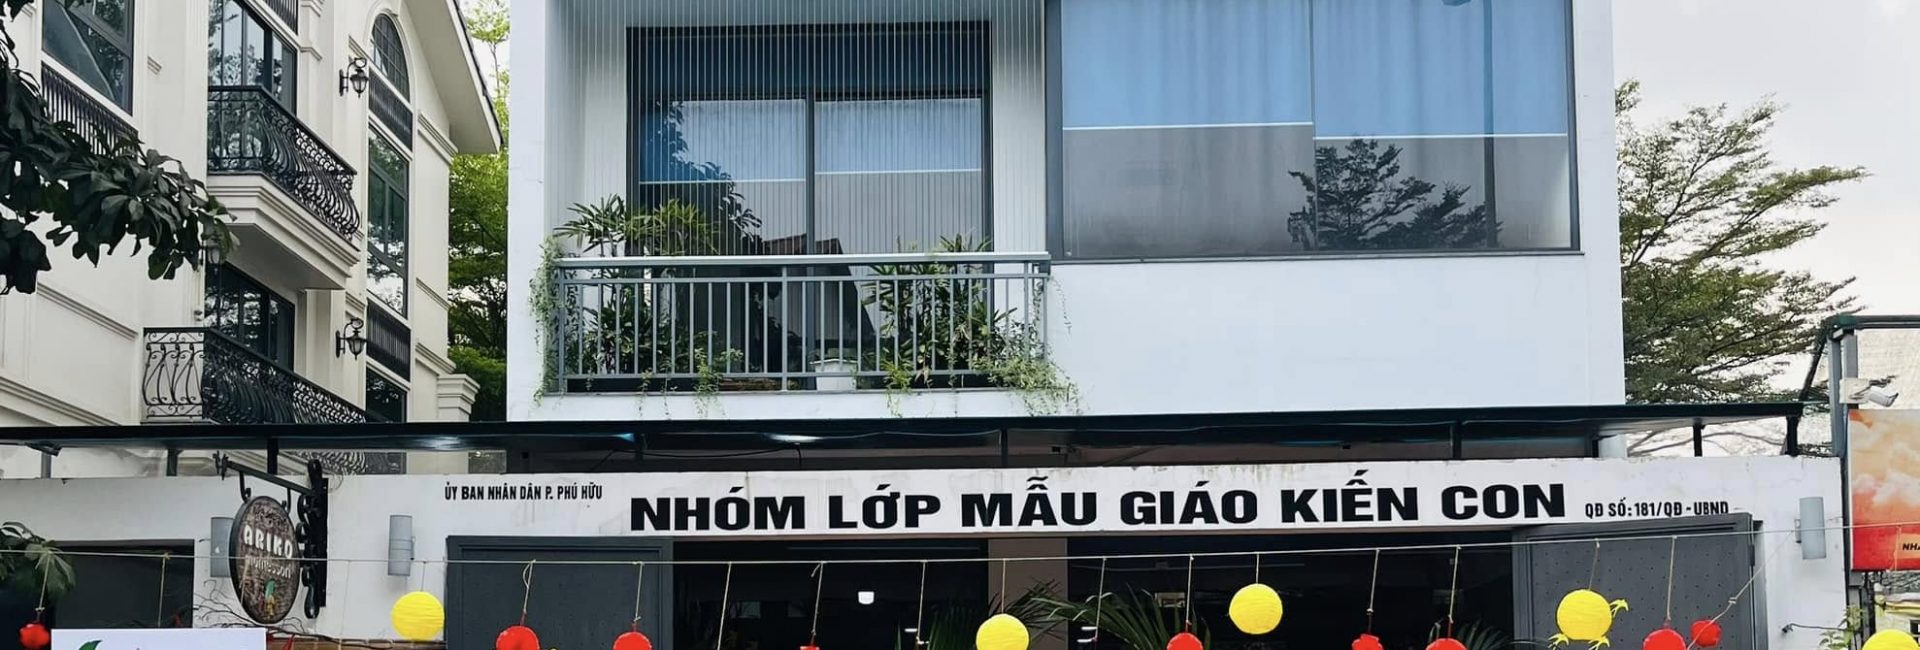 ỦY BAN NHÂN DÂN P. PHÚ HỮU
NHÓM LỚP MẪU GIÁO KIẾN CON
QĐ SỐ: 181/QĐ - UBND
ARIKO